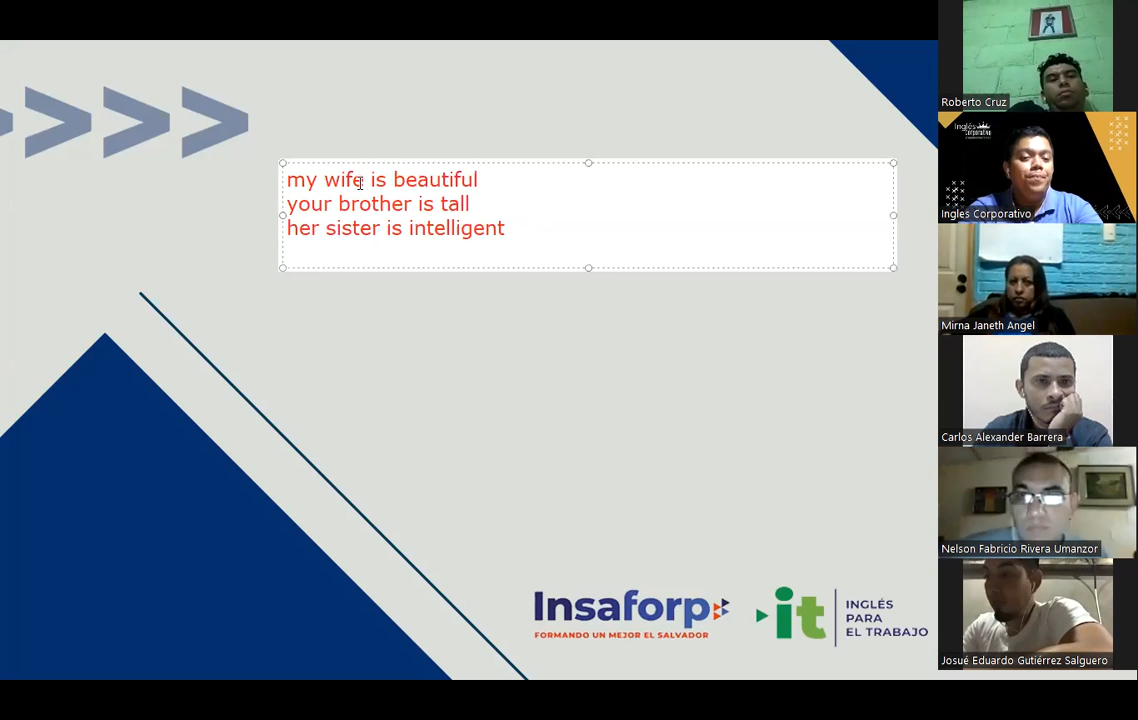 my wife is beautiful
your brother is tall
her sister is intelligent
Insaforp
FORMANDO UN MEJOR EL SALVADOR
it
INGLÉS
PARA
EL TRABAJO
Roberto Cruz
Inglés
Corporativo
Ingles Corporativo
Mirna Janeth Angel
Carlos Alexander Barrera
Nelson Fabricio Rivera Umanzor
Josué Eduardo Gutiérrez Salguero